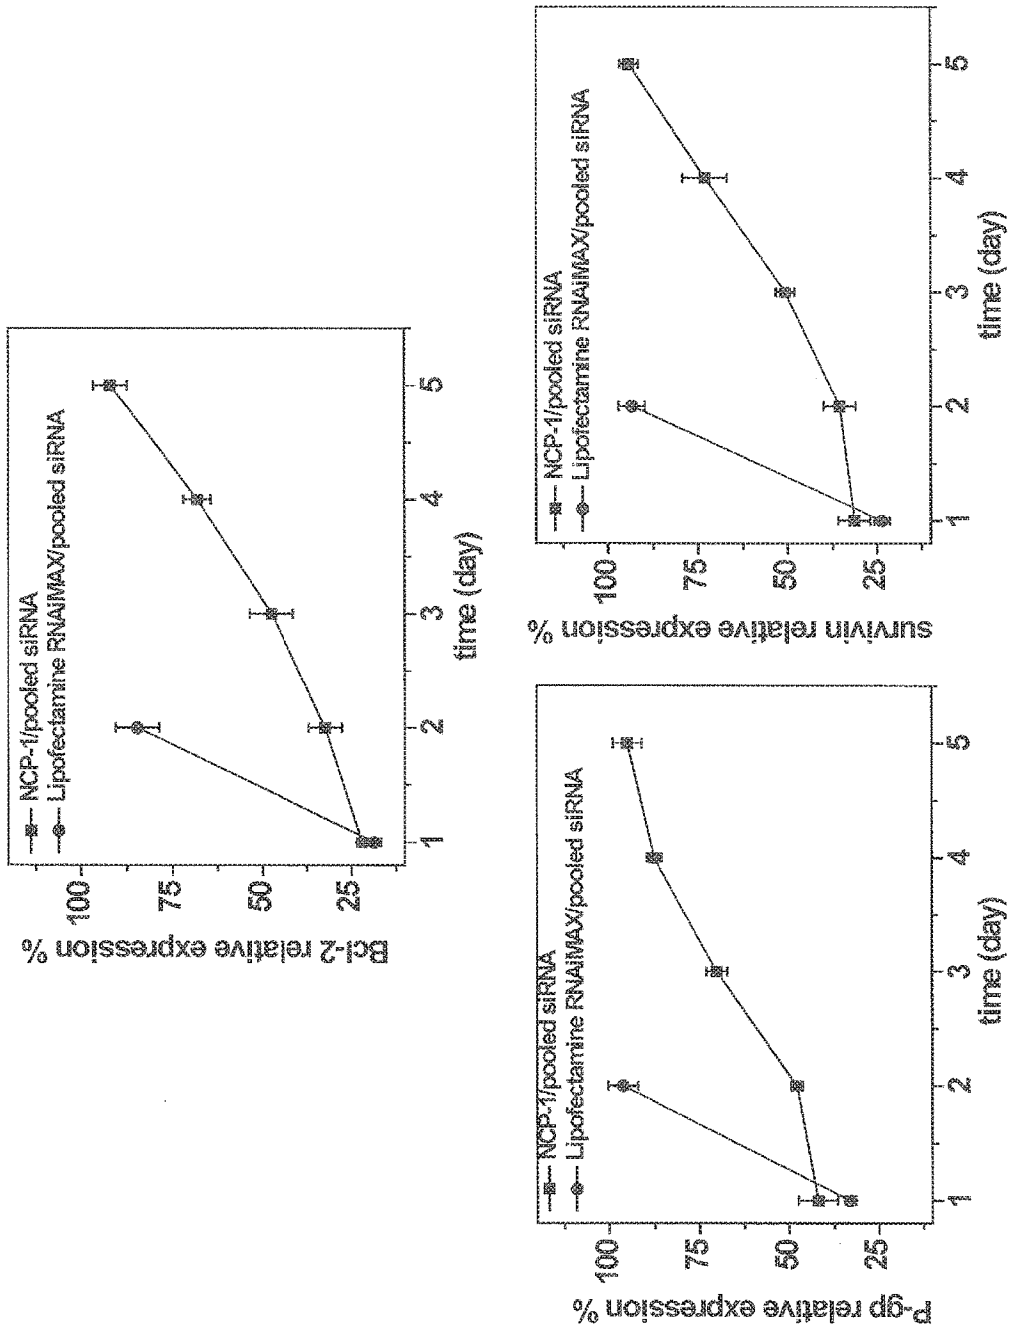 NCP-1/pooled siRNA
Lipofectamine RNAiMAX/pooled siRNA
Bcl-2 relative expression %
100
75
50
25
1
2
3
4
5
time (day)
NCP-1/pooled siRNA
Lipofectamine RNAiMAX/pooled siRNA
P-gp relative expression %
100
75
50
25
1
2
3
4
5
time (day)
NCP-1/pooled siRNA
Lipofectamine RNAiMAX/pooled siRNA
survivin relative expression %
100
75
50
25
1
2
3
4
5
time (day)